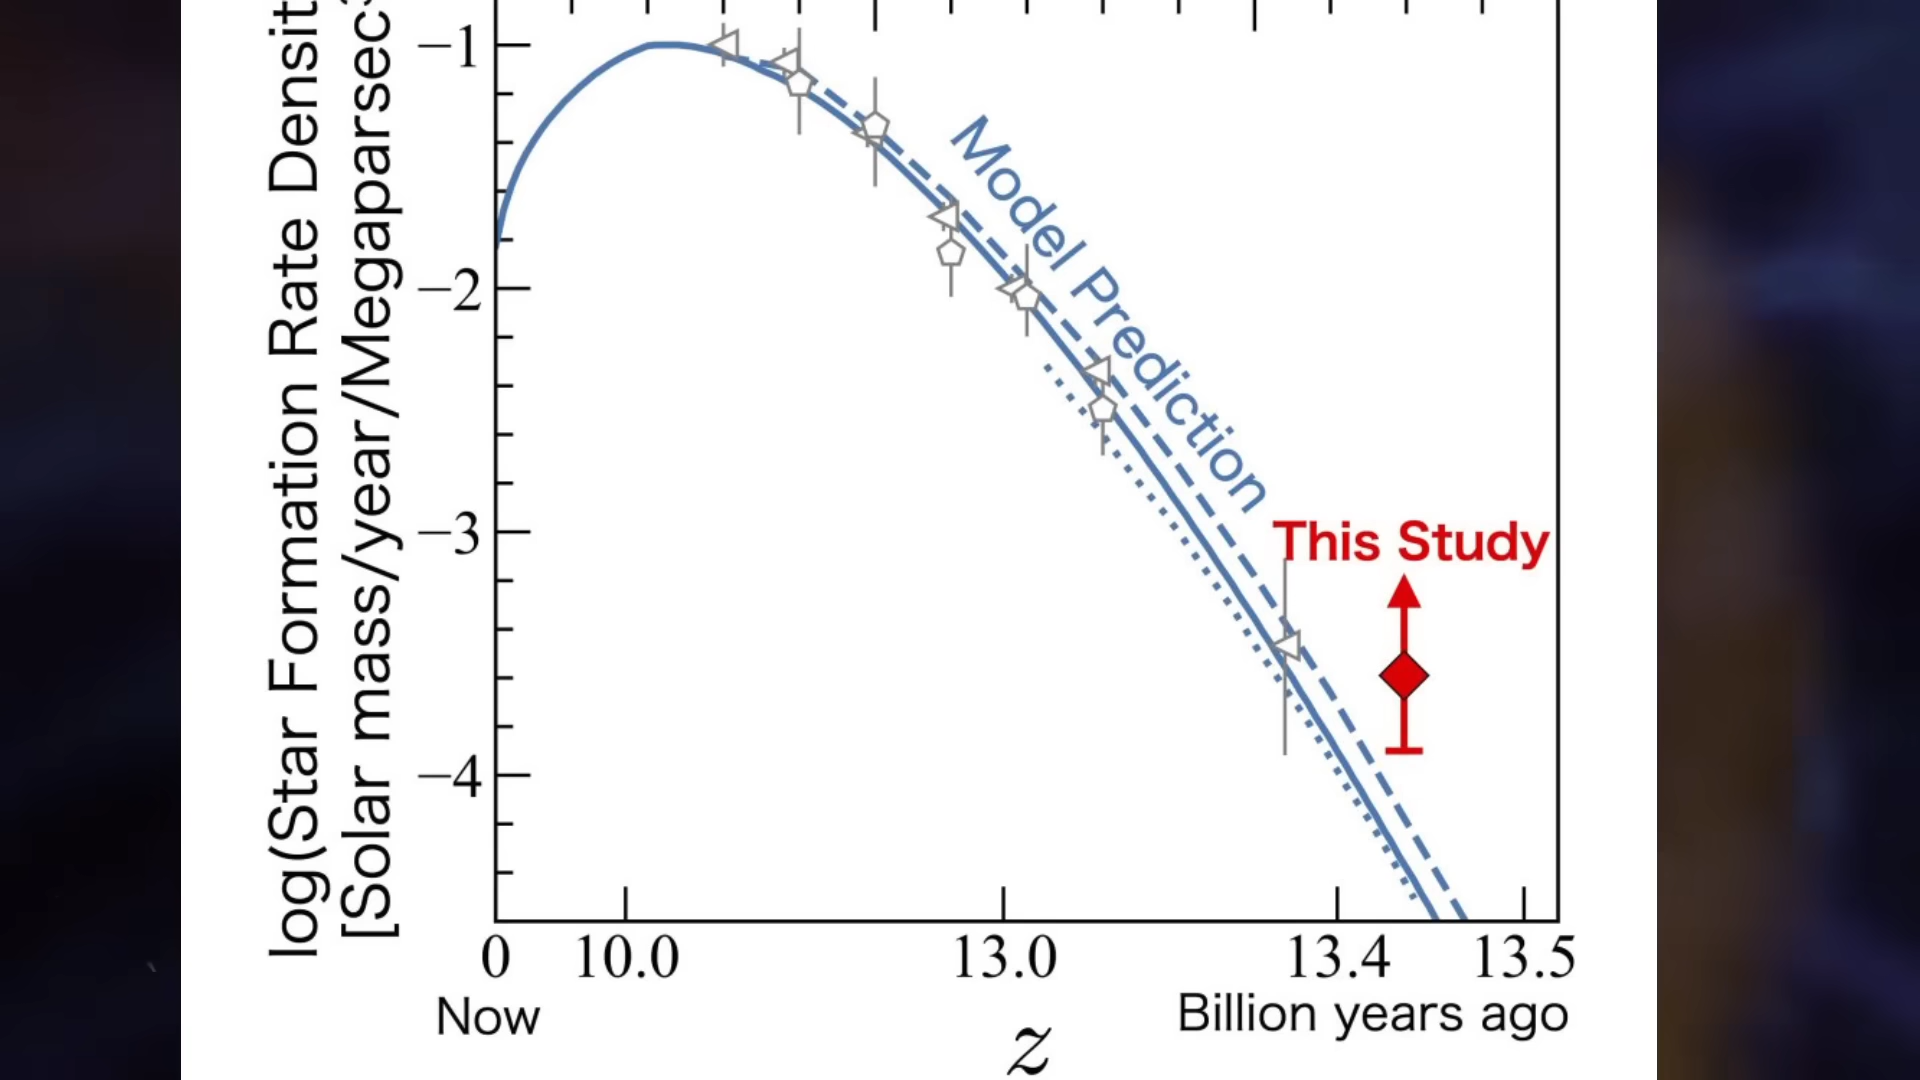 log(Star Formation Rate Densit
[Solar mass/year/Megaparsec
−1
−2
−3
−4
Model Prediction
This Study
0 10.0 13.0 13.4 13.5
Now
Billion years ago
z